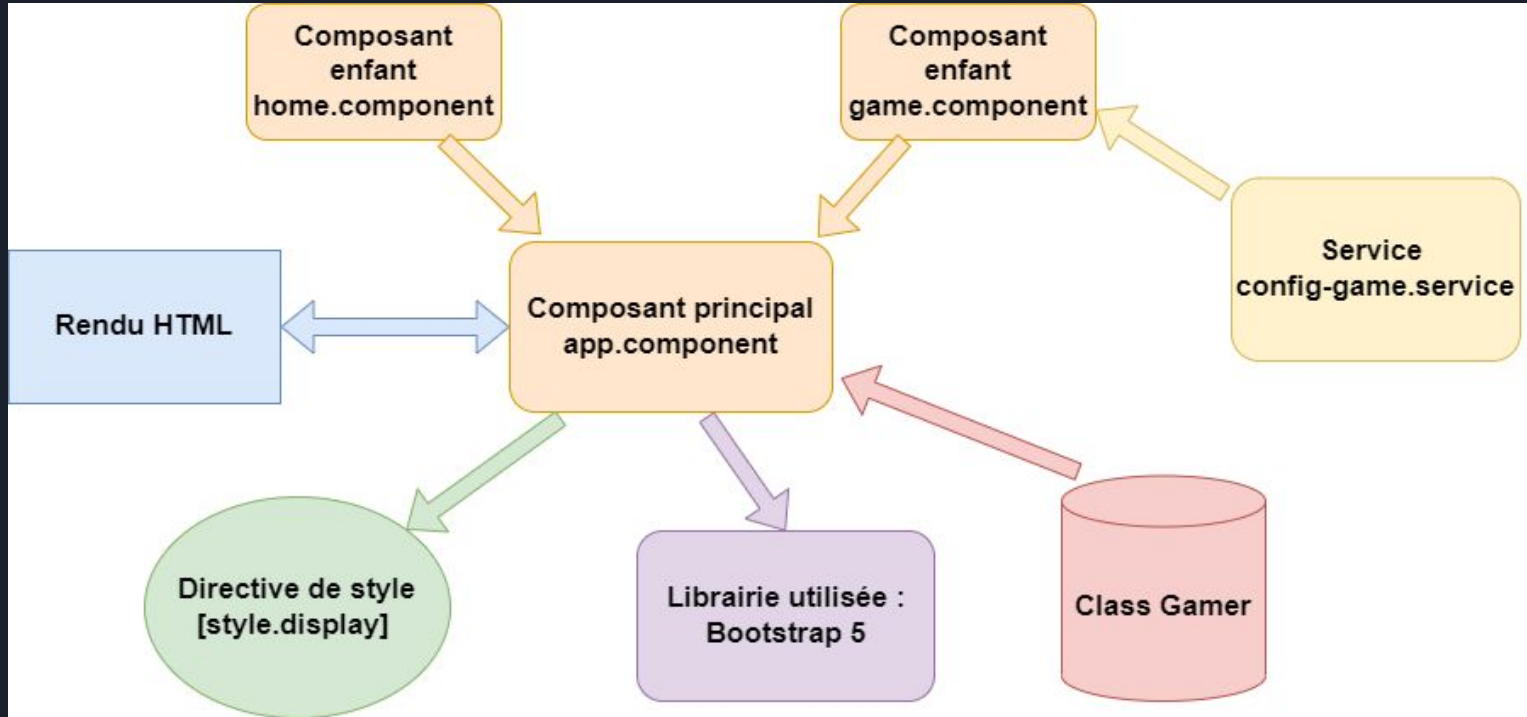 Composant
enfant
home.component
Composant
enfant
game.component
Service
config-game.service
Rendu HTML
Composant principal
app.component
Directive de style
[style.display]
Librairie utilisée :
Bootstrap 5
Class Gamer